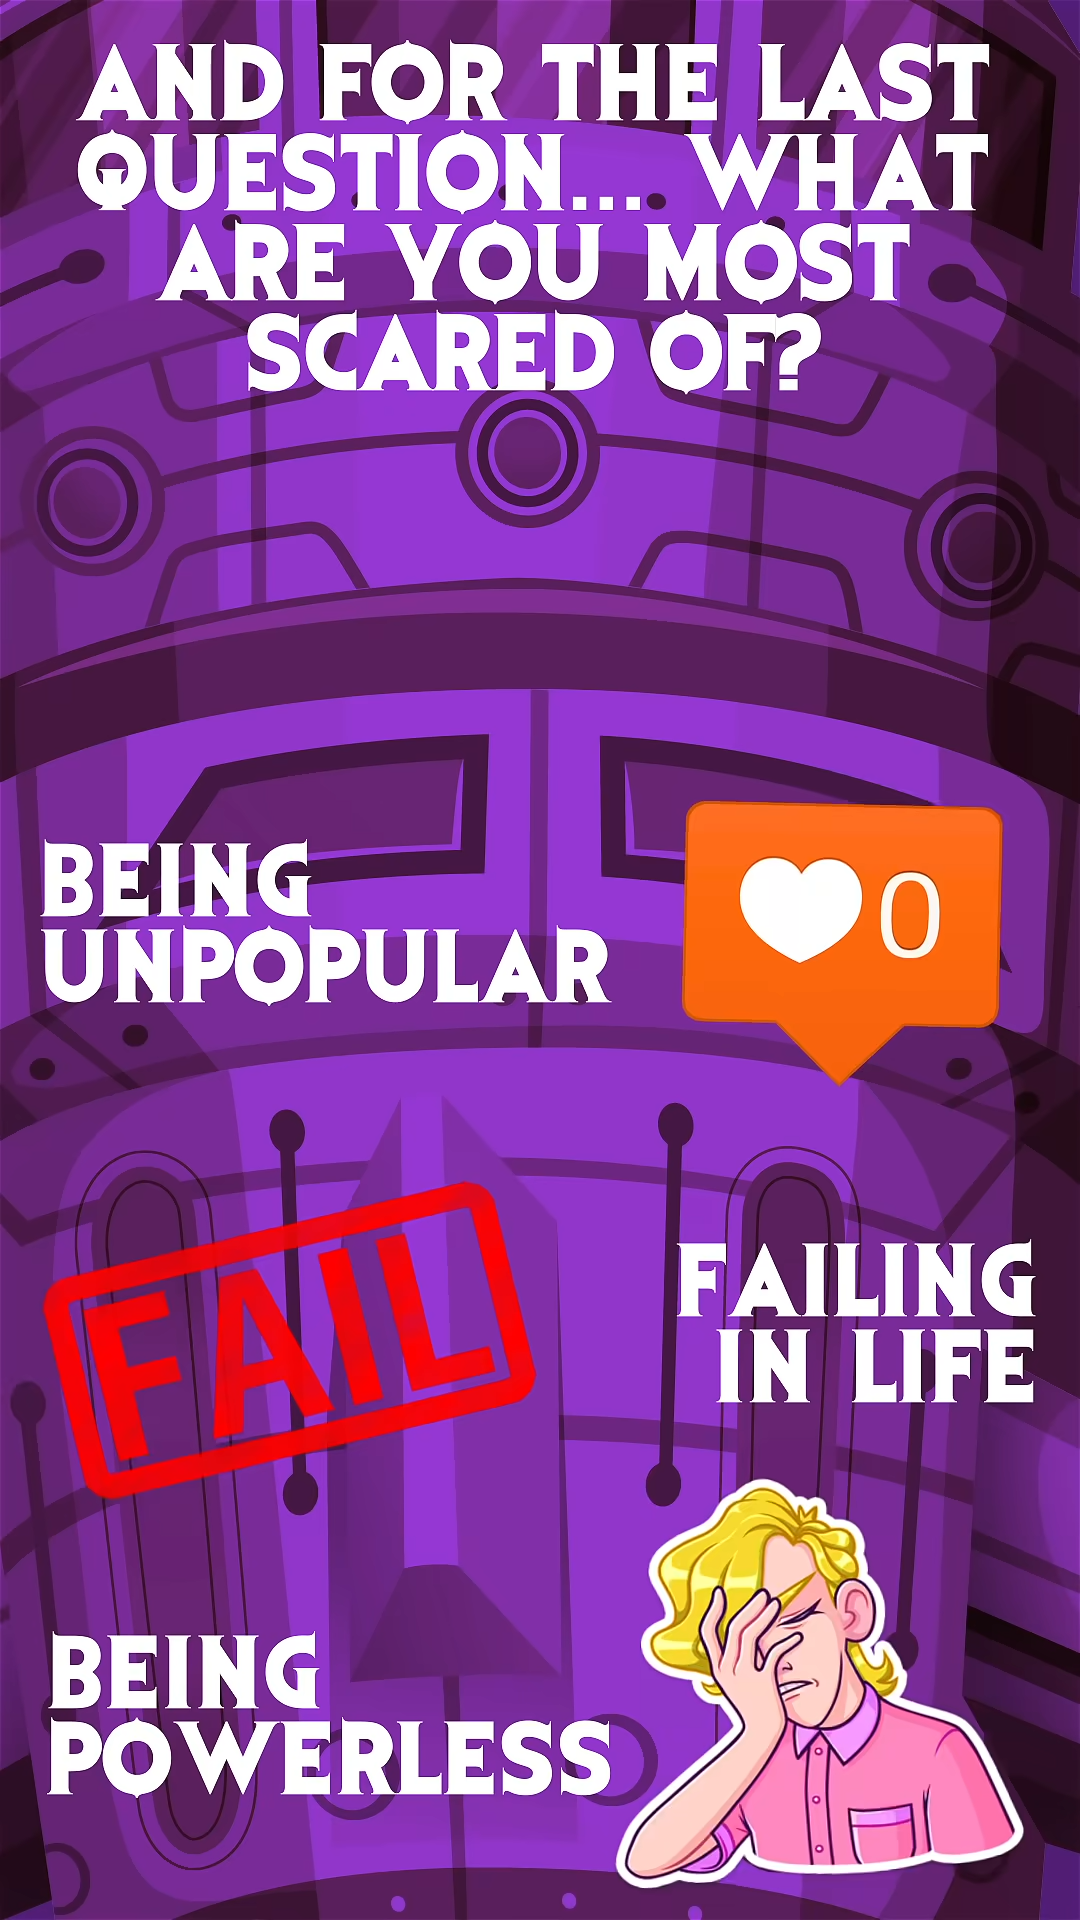 AND FOR THE LAST
QUESTION... WHAT
ARE YOU MOST
SCARED OF?
BEING
UNPOPULAR
0
FAIL
FAILING
IN LIFE
BEING
POWERLESS